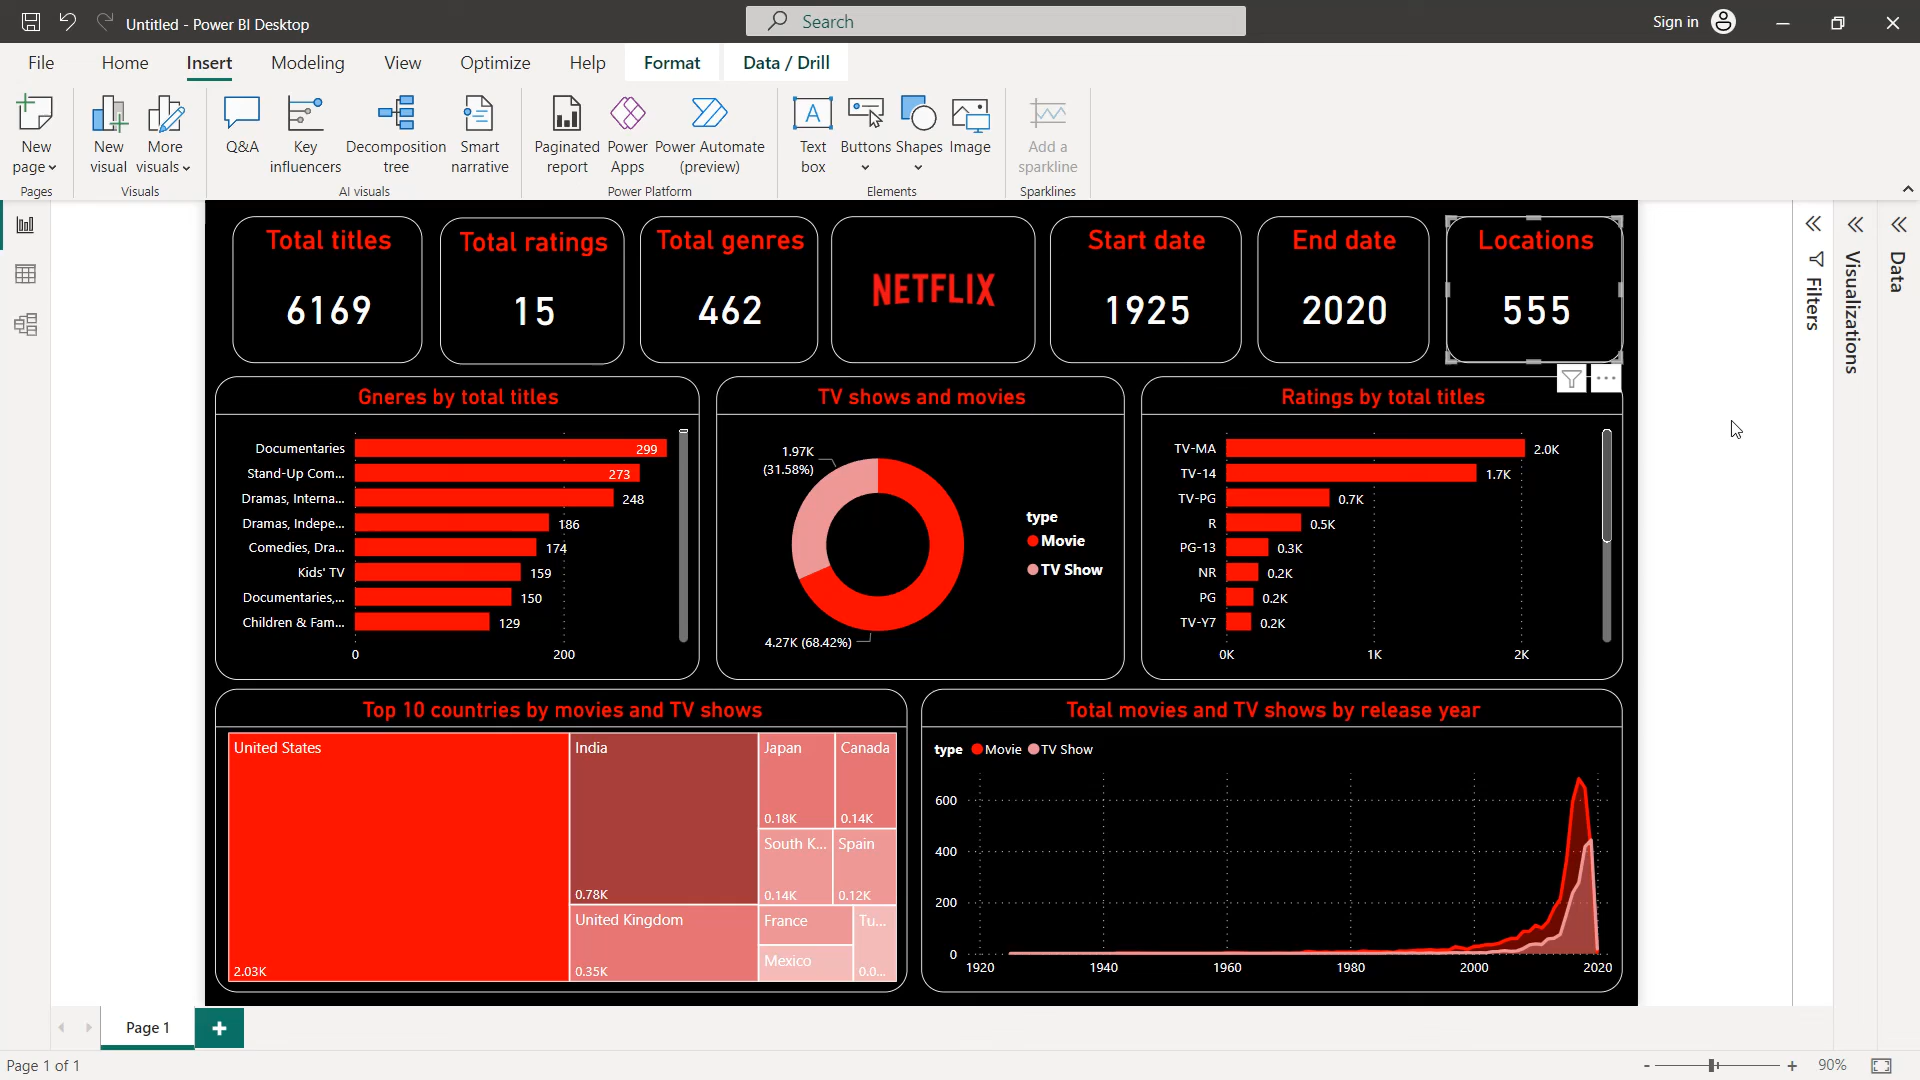 Untitled - Power BI Desktop
Search
Sign in
File Home Insert Modeling View Optimize Help Format Data / Drill
New page
New visual
More visuals
Q&A
Key influencers
Decomposition tree
Smart narrative
Paginated report
Power Apps
Power Automate (preview)
A
Text box
Buttons
Shapes
Image
Add a sparkline
Pages
Visuals
AI visuals
Power Platform
Elements
Sparklines
Total titles
6169
Total ratings
15
Total genres
462
NETFLIX
Start date
1925
End date
2020
Locations
555
Filters
Visualizations
Data
Gneres by total titles
Documentaries 299
Stand-Up Com... 273
Dramas, Interna... 248
Dramas, Indepe... 186
Comedies, Dra... 174
Kids' TV 159
Documentaries,... 150
Children & Fam... 129
0 200
TV shows and movies
1.97K
(31.58%)
4.27K (68.42%)
type
Movie
TV Show
Ratings by total titles
TV-MA 2.0K
TV-14 1.7K
TV-PG 0.7K
R 0.5K
PG-13 0.3K
NR 0.2K
PG 0.2K
TV-Y7 0.2K
0K 1K 2K
Top 10 countries by movies and TV shows
United States
2.03K
India
0.78K
United Kingdom
0.35K
Japan
0.18K
Canada
0.14K
South K...
0.14K
Spain
0.12K
France
Mexico
Tu...
0.0...
Total movies and TV shows by release year
type Movie TV Show
600
400
200
0
1920 1940 1960 1980 2000 2020
Page 1
Page 1 of 1
- + 90%